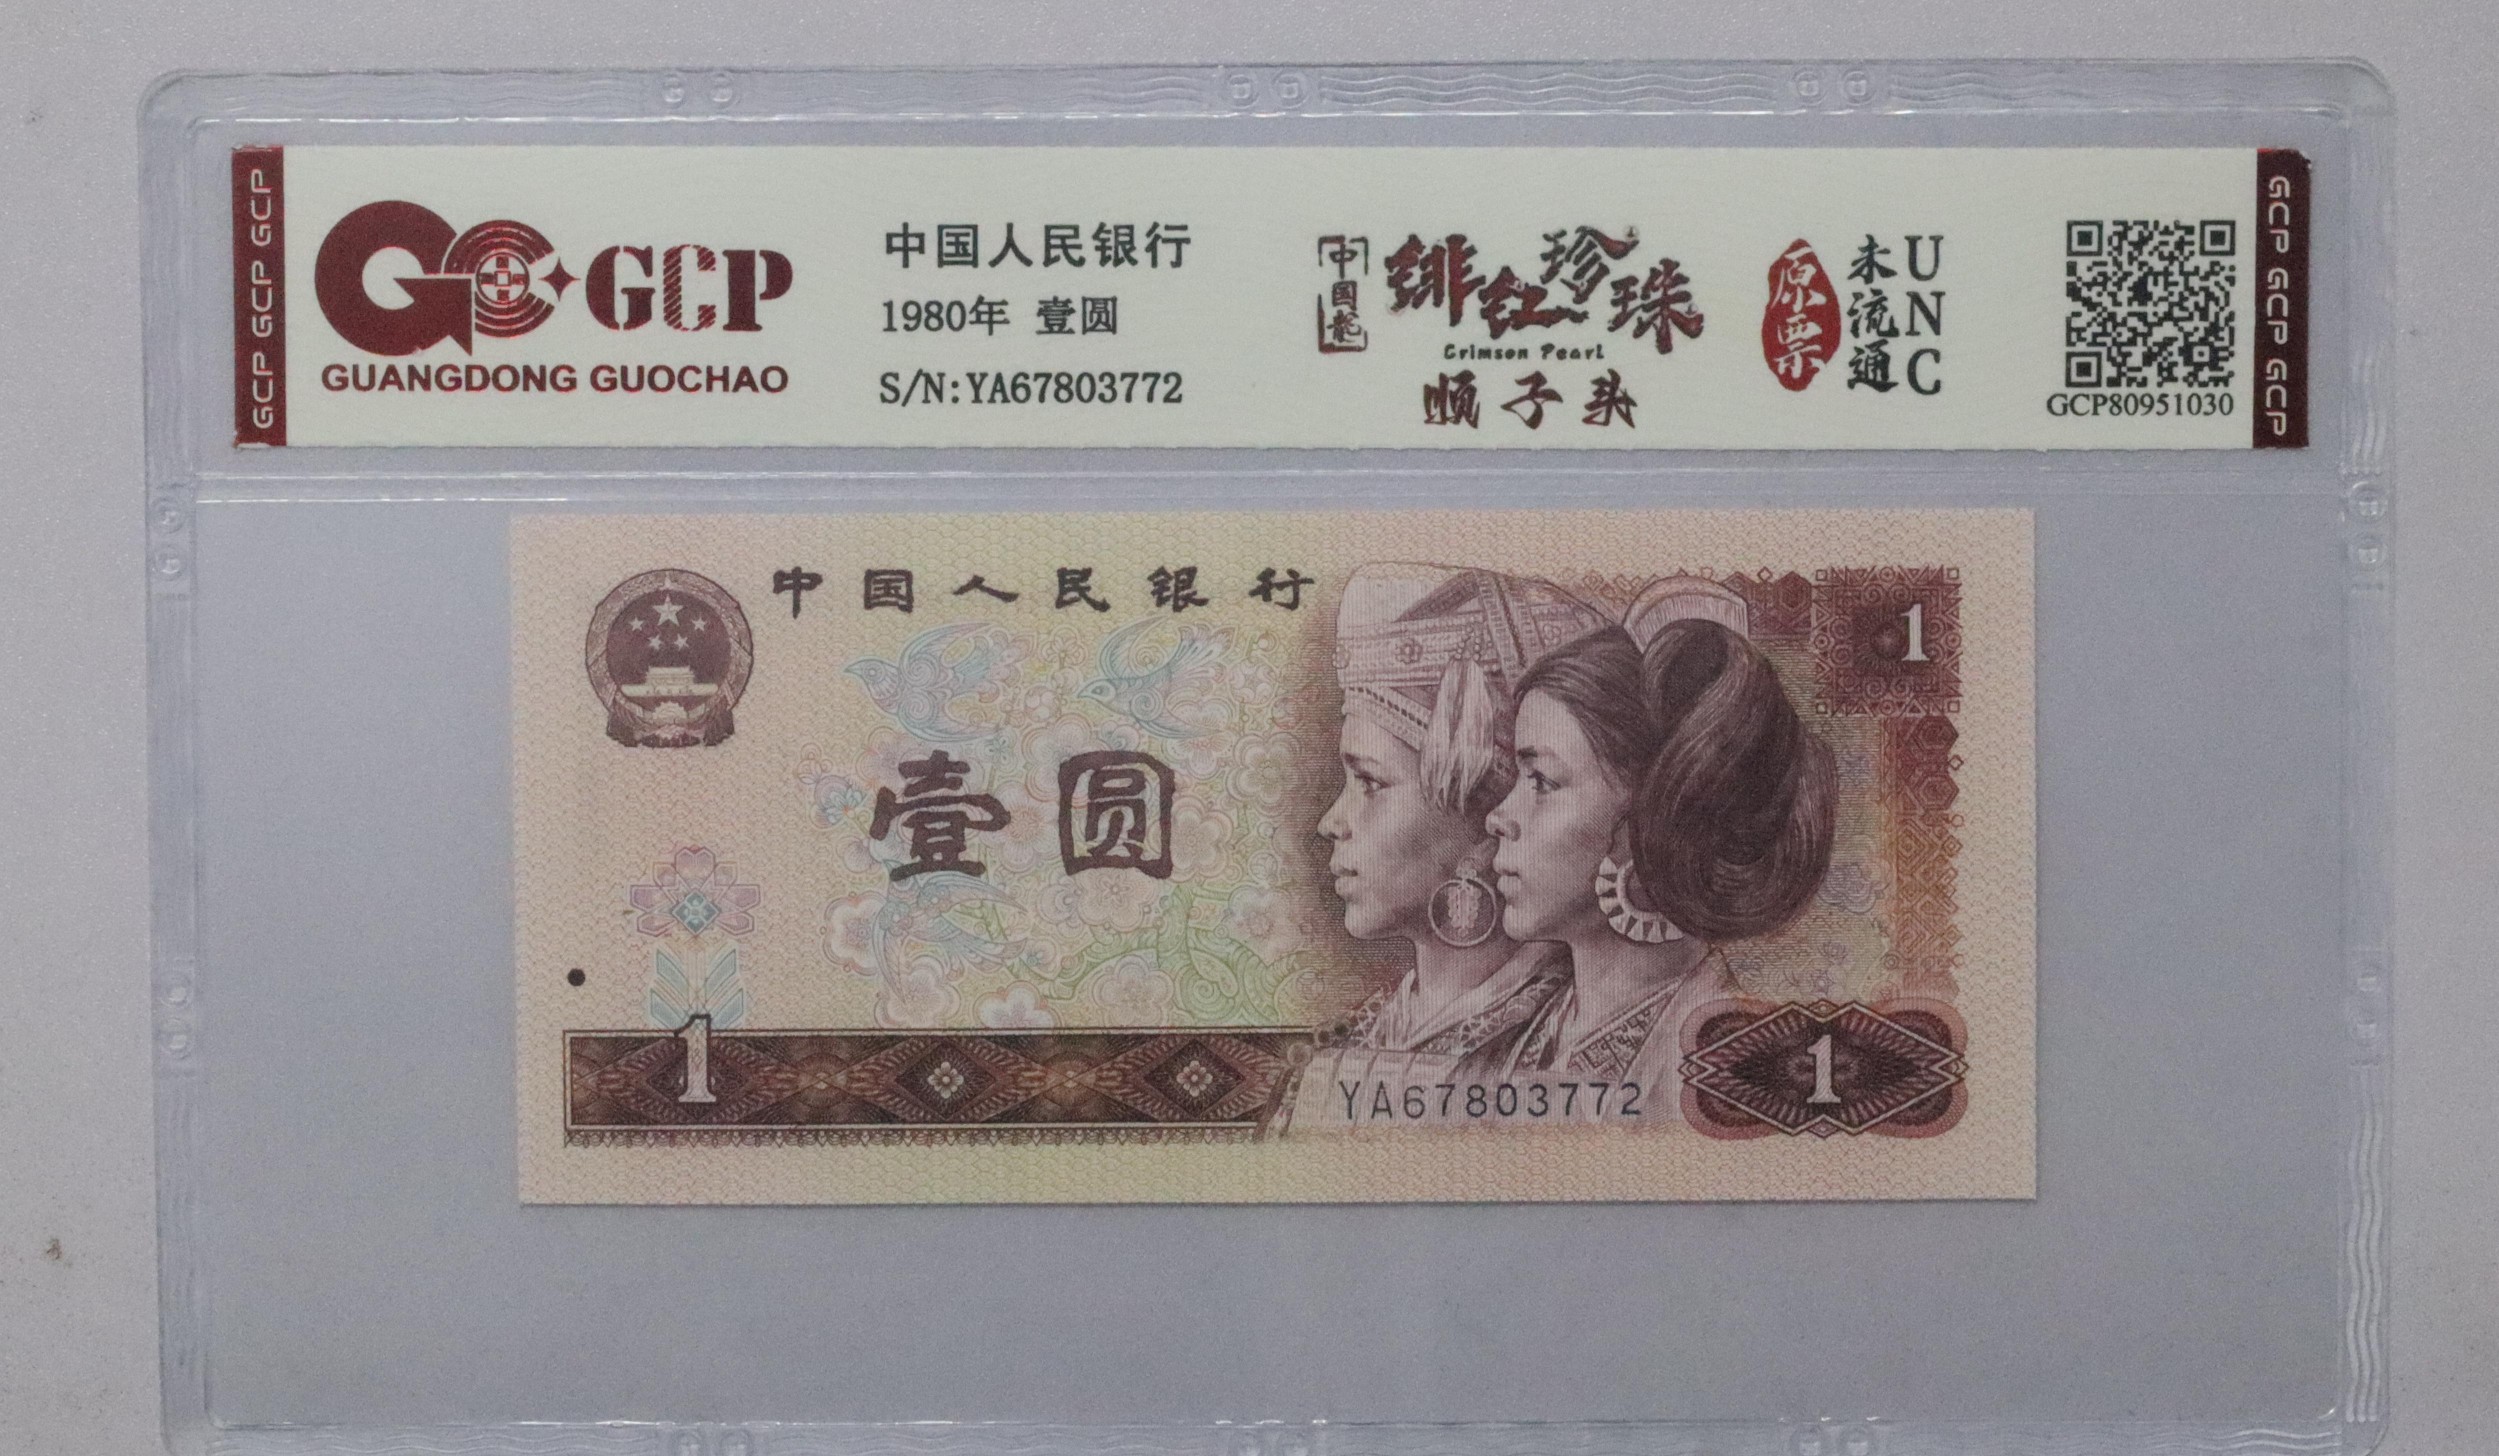 GCP GCP GCP
GCP
GUANGDONG GUOCHAO
中国人民银行
1980年 壹圆
S/N:YA67803772
中国龙
绯红珍珠
Crimson Pearl
顺子头
原票
未流通
UNC
GCP80951030
GCP GCP GCP
中国人民银行
1
壹圆
1
YA67803772
1